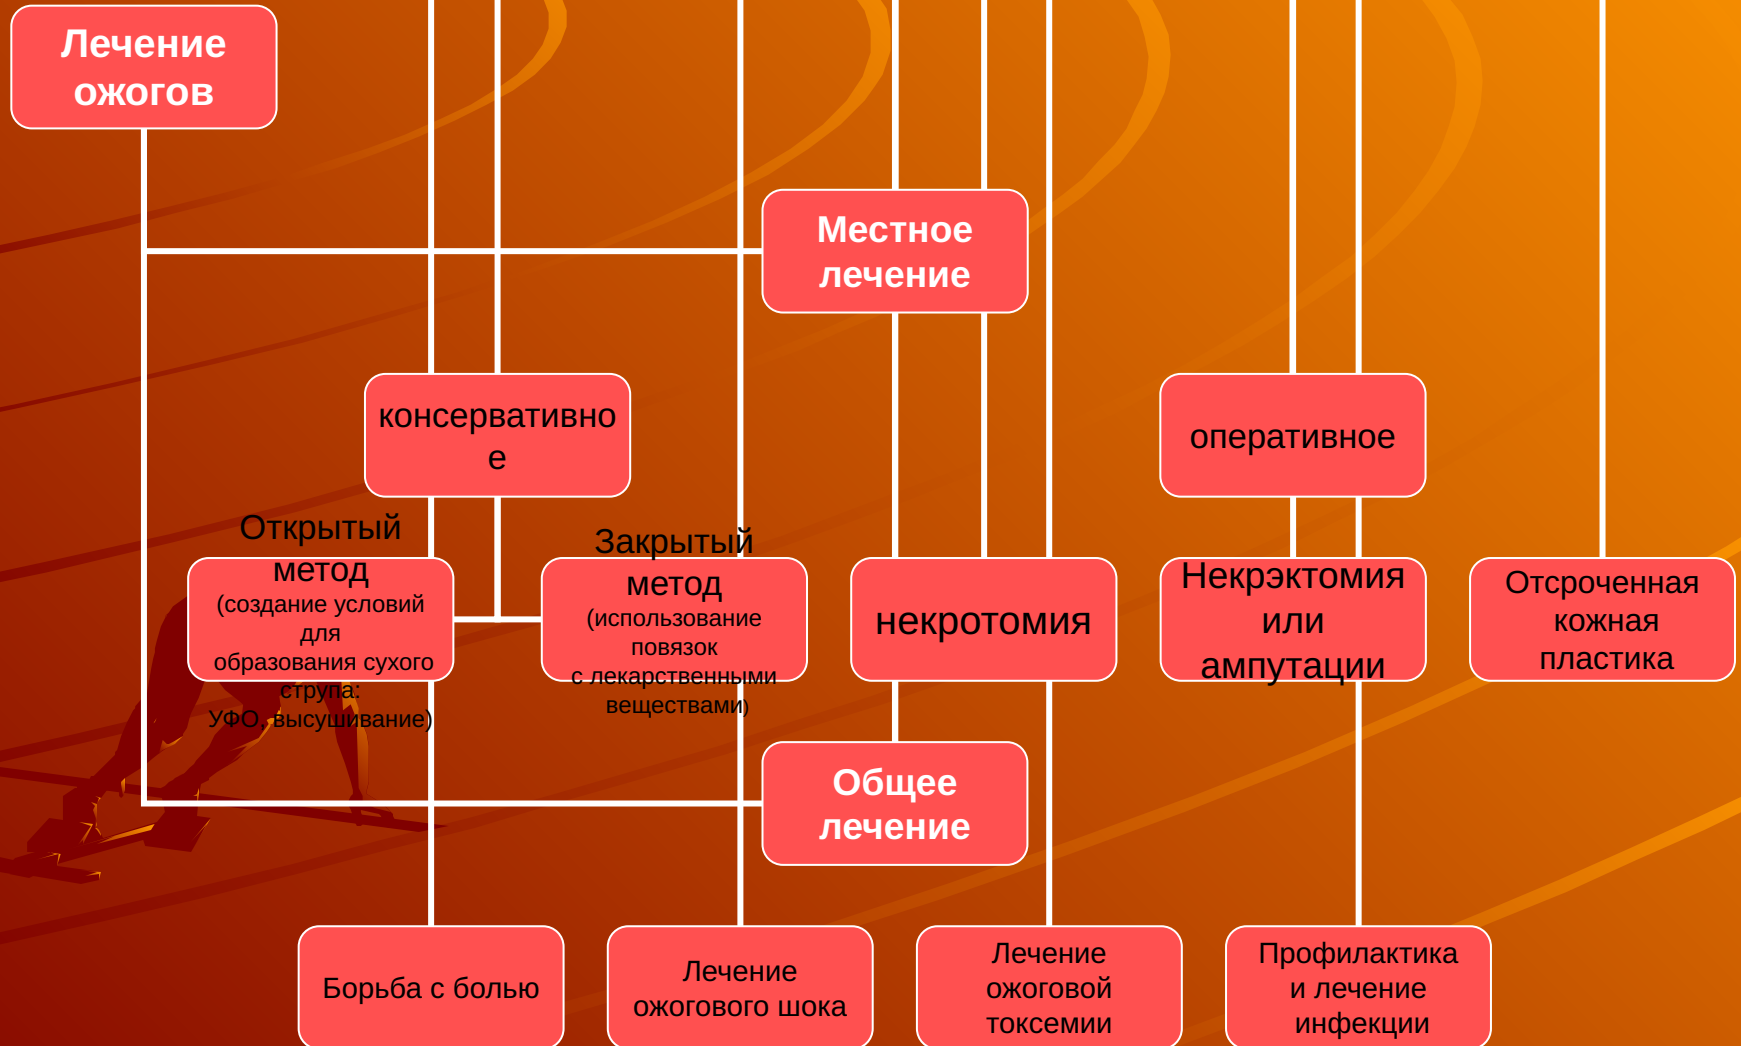 Лечение
ожогов
Местное
лечение
консервативно
е
оперативное
Открытый
метод
(создание условий
для
образования сухого
струпа:
УФО, высушивание)
Закрытый
метод
(использование
повязок
с лекарственными
веществами)
некротомия
Некрэктомия
или
ампутации
Отсроченная
кожная
пластика
Общее
лечение
Борьба с болью
Лечение
ожогового шока
Лечение
ожоговой
токсемии
Профилактика
и лечение
инфекции